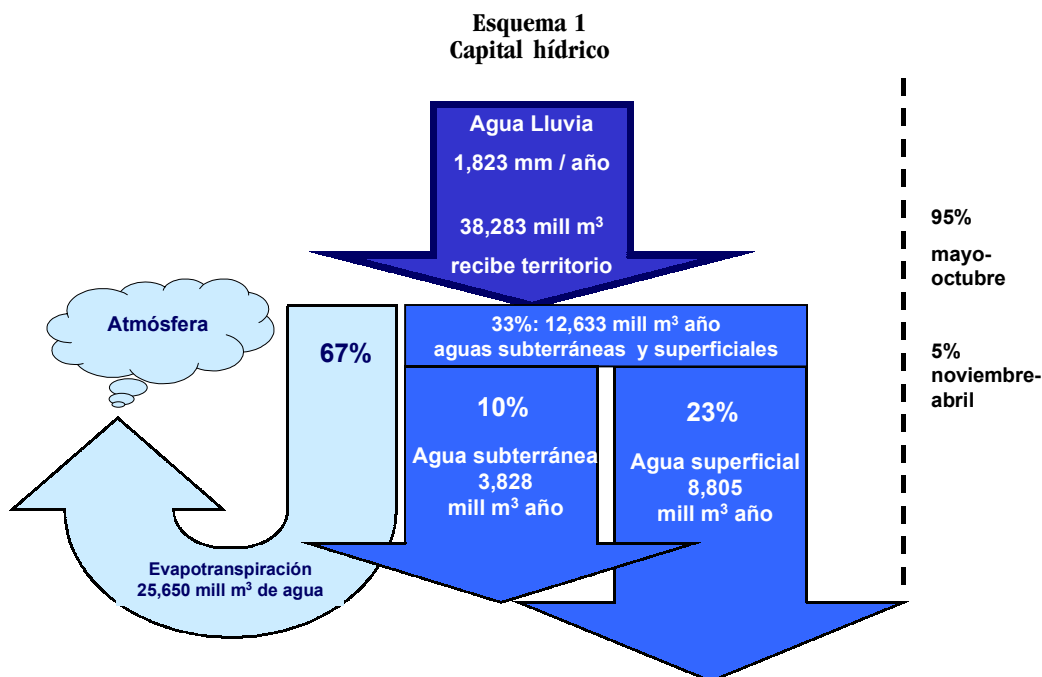 Esquema 1
Capital hídrico
Agua Lluvia
1,823 mm / año
38,283 mill m³
recibe territorio
95%
mayo-
octubre
5%
noviembre-
abril
Atmósfera
67%
33%: 12,633 mill m³ año
aguas subterráneas y superficiales
10%
Agua subterránea
3,828
mill m³ año
23%
Agua superficial
8,805
mill m³ año
Evapotranspiración
25,650 mill m³ de agua